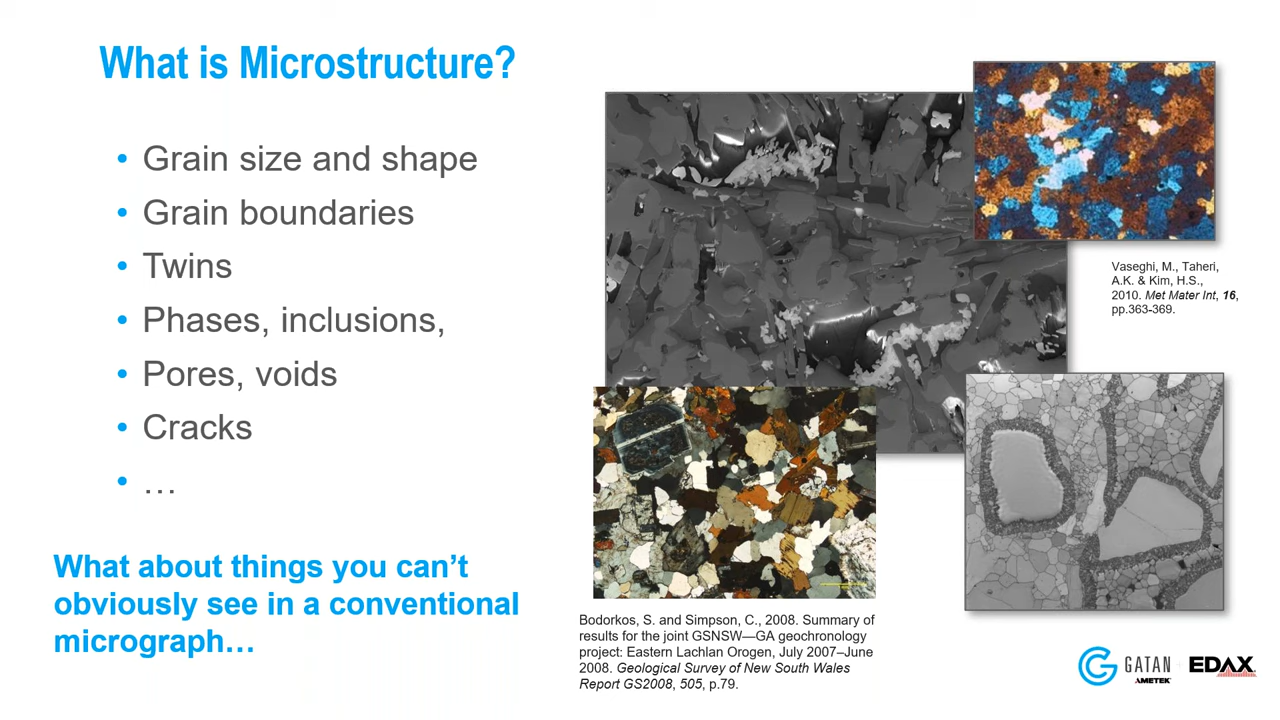 What is Microstructure?
• Grain size and shape
• Grain boundaries
• Twins
• Phases, inclusions,
• Pores, voids
• Cracks
• …
What about things you can’t
obviously see in a conventional
micrograph…
Vaseghi, M., Taheri,
A.K. & Kim, H.S.,
2010. Met Mater Int, 16,
pp.363-369.
Bodorkos, S. and Simpson, C., 2008. Summary of
results for the joint GSNSW—GA geochronology
project: Eastern Lachlan Orogen, July 2007–June
2008. Geological Survey of New South Wales
Report GS2008, 505, p.79.
GATAN EDAX
AMETEK